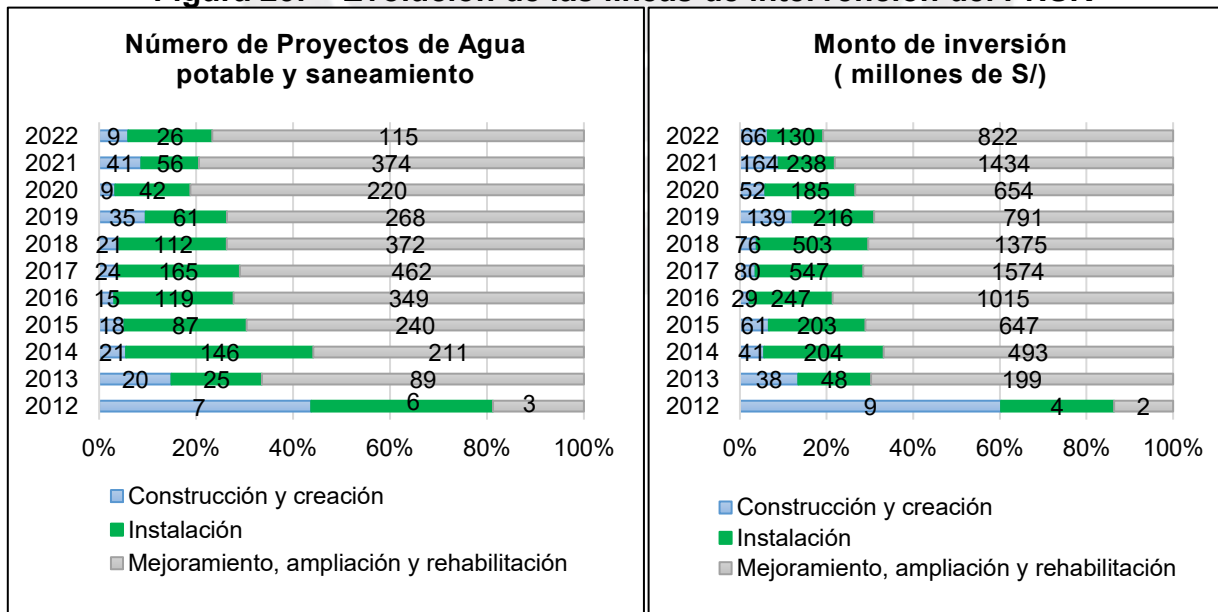 Número de Proyectos de Agua
potable y saneamiento
2022 9 26 115
2021 41 56 374
2020 9 42 220
2019 35 61 268
2018 21 112 372
2017 24 165 462
2016 15 119 349
2015 18 87 240
2014 21 146 211
2013 20 25 89
2012 7 6 3
0% 20% 40% 60% 80% 100%
Construcción y creación
Instalación
Mejoramiento, ampliación y rehabilitación
Monto de inversión
( millones de S/)
2022 66 130 822
2021 164 238 1434
2020 52 185 654
2019 139 216 791
2018 76 503 1375
2017 80 547 1574
2016 29 247 1015
2015 61 203 647
2014 41 204 493
2013 38 48 199
2012 9 4 2
0% 20% 40% 60% 80% 100%
Construcción y creación
Instalación
Mejoramiento, ampliación y rehabilitación